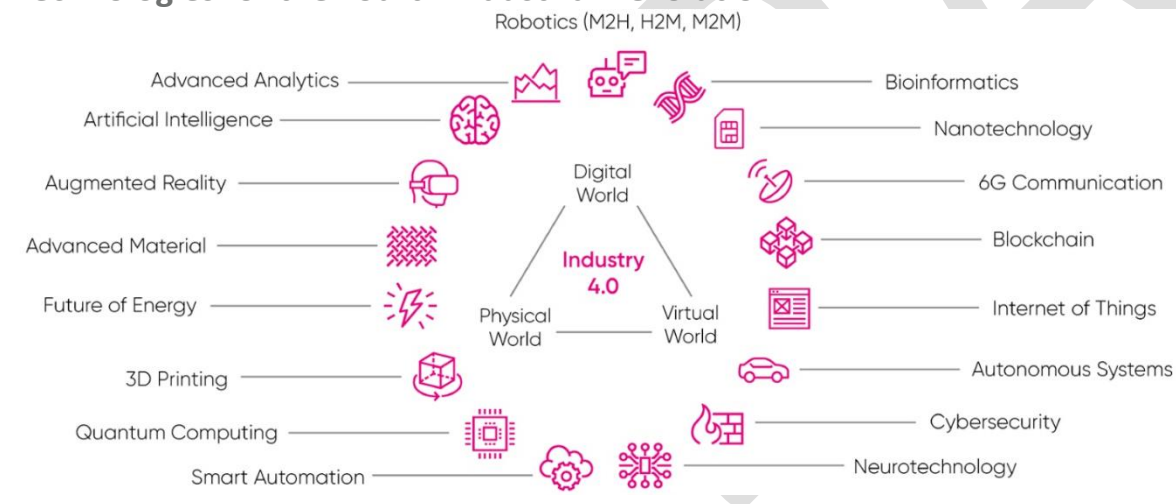 Robotics (M2H, H2M, M2M)
Advanced Analytics
Bioinformatics
Artificial Intelligence
Nanotechnology
Augmented Reality
Digital
World
6G Communication
Advanced Material
Blockchain
Industry
4.0
Future of Energy
Physical
World
Virtual
World
Internet of Things
3D Printing
Autonomous Systems
Quantum Computing
Cybersecurity
Smart Automation
Neurotechnology